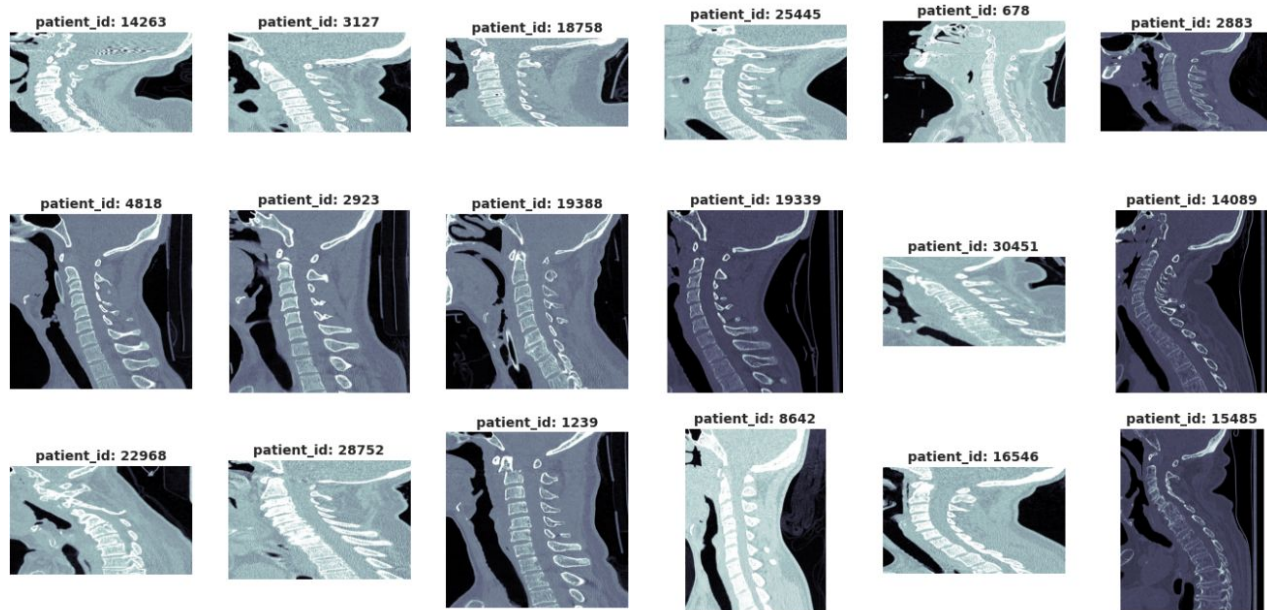 patient_id: 14263
patient_id: 3127
patient_id: 18758
patient_id: 25445
patient_id: 678
patient_id: 2883
patient_id: 4818
patient_id: 2923
patient_id: 19388
patient_id: 19339
patient_id: 30451
patient_id: 14089
patient_id: 22968
patient_id: 28752
patient_id: 1239
patient_id: 8642
patient_id: 16546
patient_id: 15485